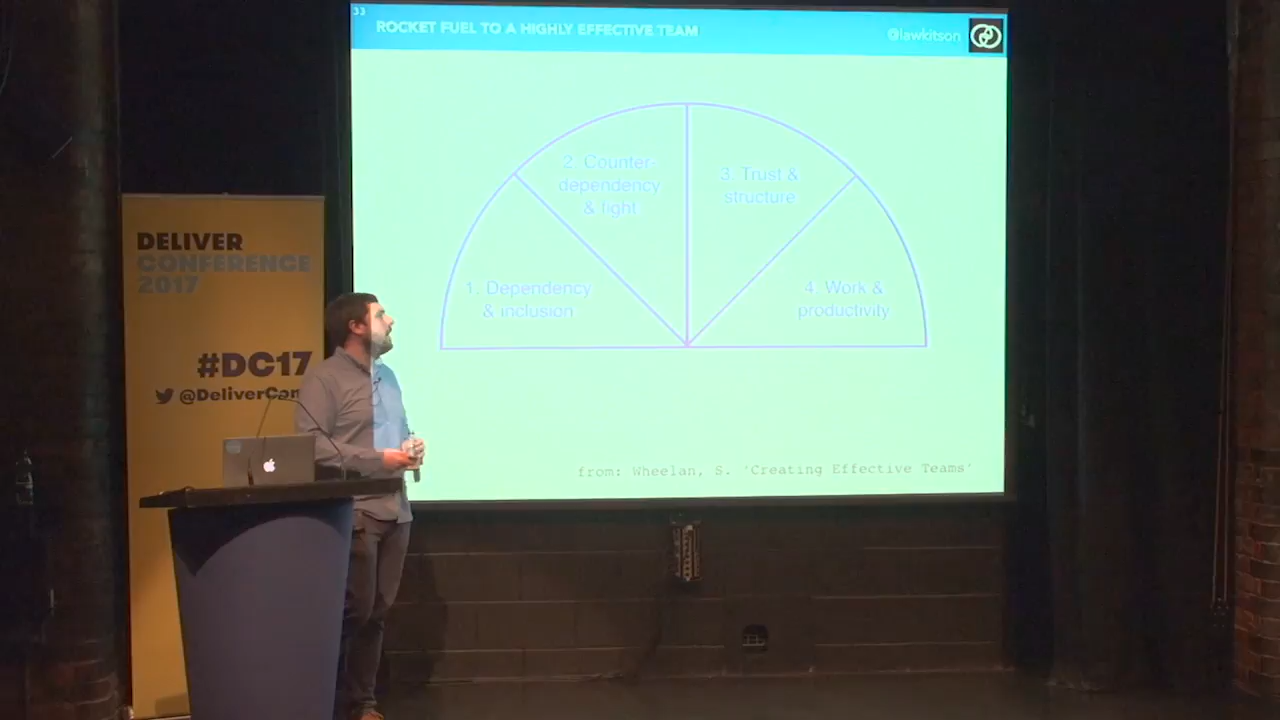 33
ROCKET FUEL TO A HIGHLY EFFECTIVE TEAM
@lawkitson
2. Counter-
dependency
& fight
3. Trust &
structure
1. Dependency
& inclusion
4. Work &
productivity
from: Wheelan, S. 'Creating Effective Teams'
DELIVER
CONFERENCE
2017
#DC17
@DeliverCon